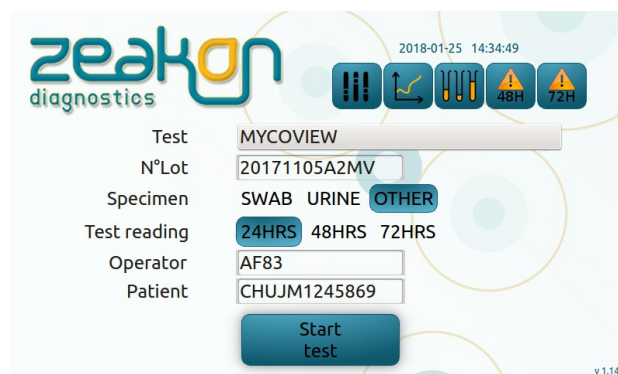 zeakon
diagnostics
2018-01-25 14:34:49
48H 72H
Test MYCOVIEW
N°Lot 20171105A2MV
Specimen SWAB URINE OTHER
Test reading 24HRS 48HRS 72HRS
Operator AF83
Patient CHUJM1245869
Start
test
v 1.14